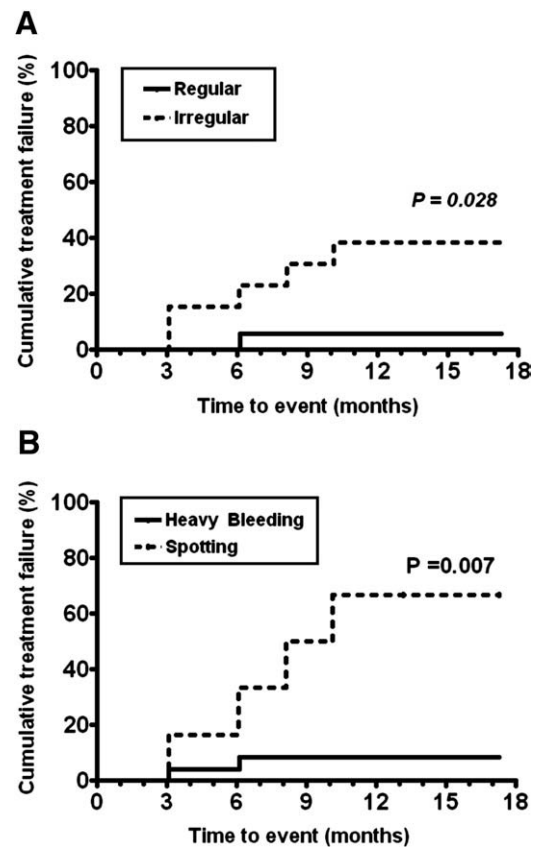 A
Cumulative treatment failure (%)
100
80
60
40
20
0
Regular
Irregular
P = 0.028
0 3 6 9 12 15 18
Time to event (months)
B
Cumulative treatment failure (%)
100
80
60
40
20
0
Heavy Bleeding
Spotting
P =0.007
0 3 6 9 12 15 18
Time to event (months)